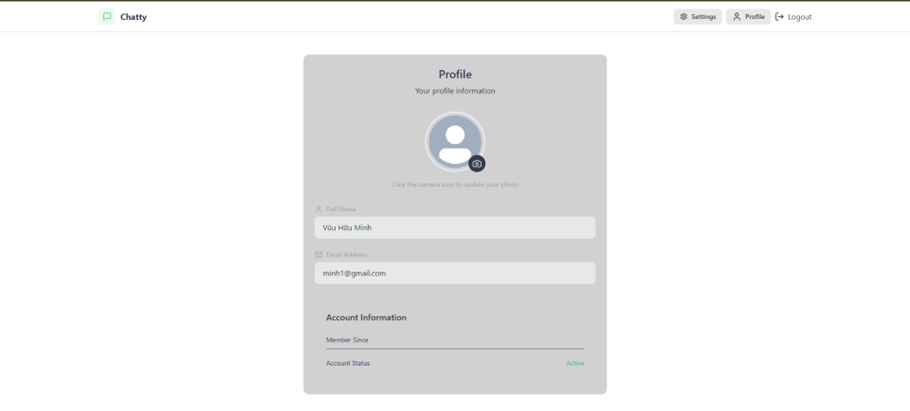 Chatty
Settings
Profile
Logout
Profile
Your profile information
Click the camera icon to update your photo
Full Name
Vũu Hữu Minh
Email Address
minh1@gmail.com
Account Information
Member Since
Account Status
Active